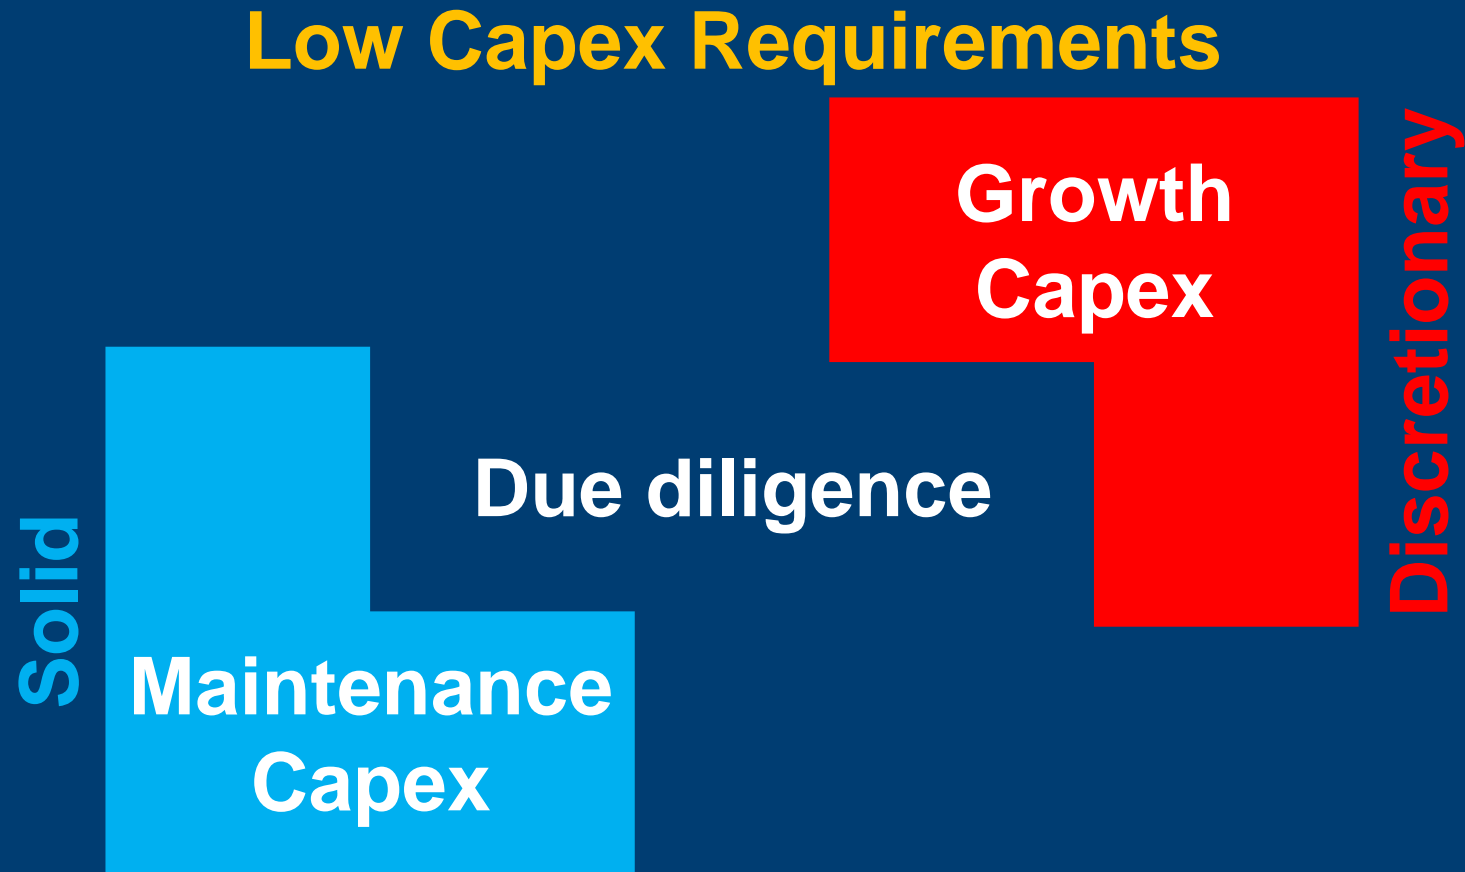 Low Capex Requirements
Growth
Capex
Discretionary
Due diligence
Solid
Maintenance
Capex